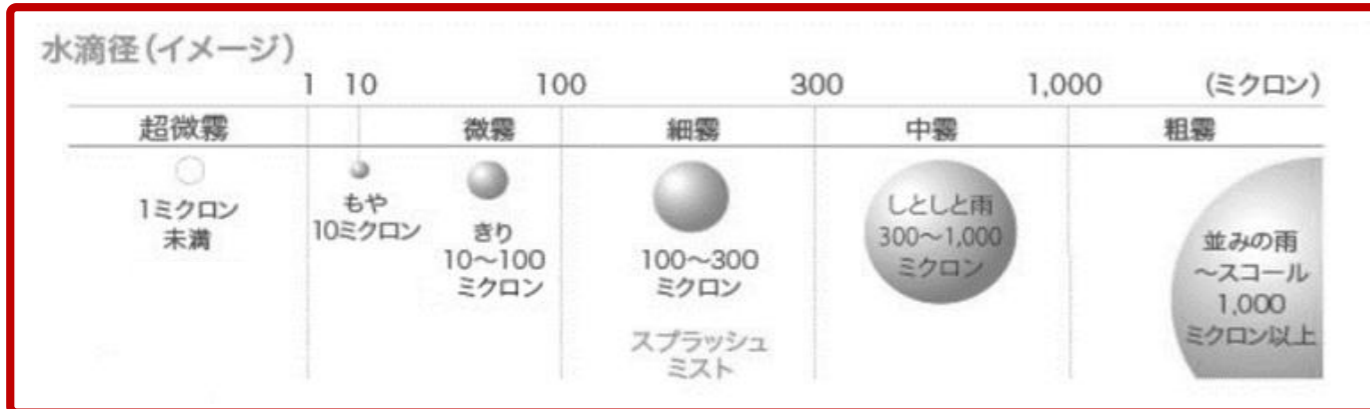 水滴径(イメージ)
1 10 100 300 1,000 (ミクロン)
超微霧 微霧 細霧 中霧 粗霧
1ミクロン
未満
もや
10ミクロン
きり
10〜100
ミクロン
100〜300
ミクロン
スプラッシュ
ミスト
しとしと雨
300〜1,000
ミクロン
並みの雨
〜スコール
1,000
ミクロン以上